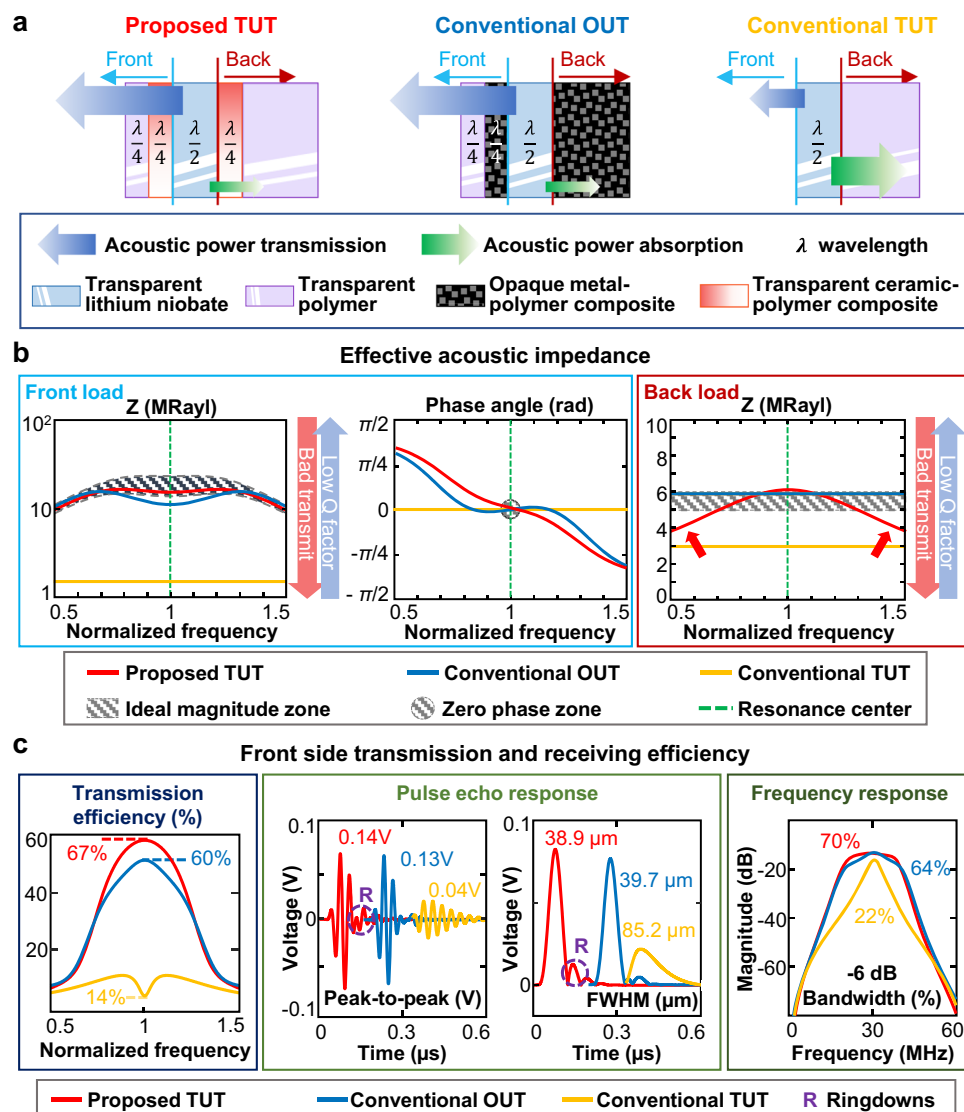 a
Proposed TUT
Conventional OUT
Conventional TUT
Front
Back
Front
Back
Front
Back
λ/4
λ/4
λ/2
λ/4
λ/4
λ/4
λ/2
λ/2
Acoustic power transmission
Acoustic power absorption
λ wavelength
Transparent lithium niobate
Transparent polymer
Opaque metal-polymer composite
Transparent ceramic-polymer composite
b
Effective acoustic impedance
Front load
Z (MRayl)
10²
10
1
0.5
1
1.5
Normalized frequency
Bad transmit
Low Q factor
Phase angle (rad)
π/2
π/4
0
-π/4
- π/2
0.5
1
1.5
Normalized frequency
Back load
Z (MRayl)
10
8
6
4
2
0
0.5
1
1.5
Normalized frequency
Bad transmit
Low Q factor
Proposed TUT
Conventional OUT
Conventional TUT
Ideal magnitude zone
Zero phase zone
Resonance center
c
Front side transmission and receiving efficiency
Transmission efficiency (%)
60
40
20
67%
60%
14%
0.5
1
1.5
Normalized frequency
Pulse echo response
Voltage (V)
0.1
0
-0.1
0.14V
0.13V
0.04V
R
Peak-to-peak (V)
0
0.3
0.6
Time (μs)
Voltage (V)
0.1
0
38.9 μm
39.7 μm
85.2 μm
R
FWHM (μm)
0
0.3
0.6
Time (μs)
Frequency response
Magnitude (dB)
-20
-60
70%
64%
22%
-6 dB
Bandwidth (%)
0
30
60
Frequency (MHz)
Proposed TUT
Conventional OUT
Conventional TUT
R Ringdowns